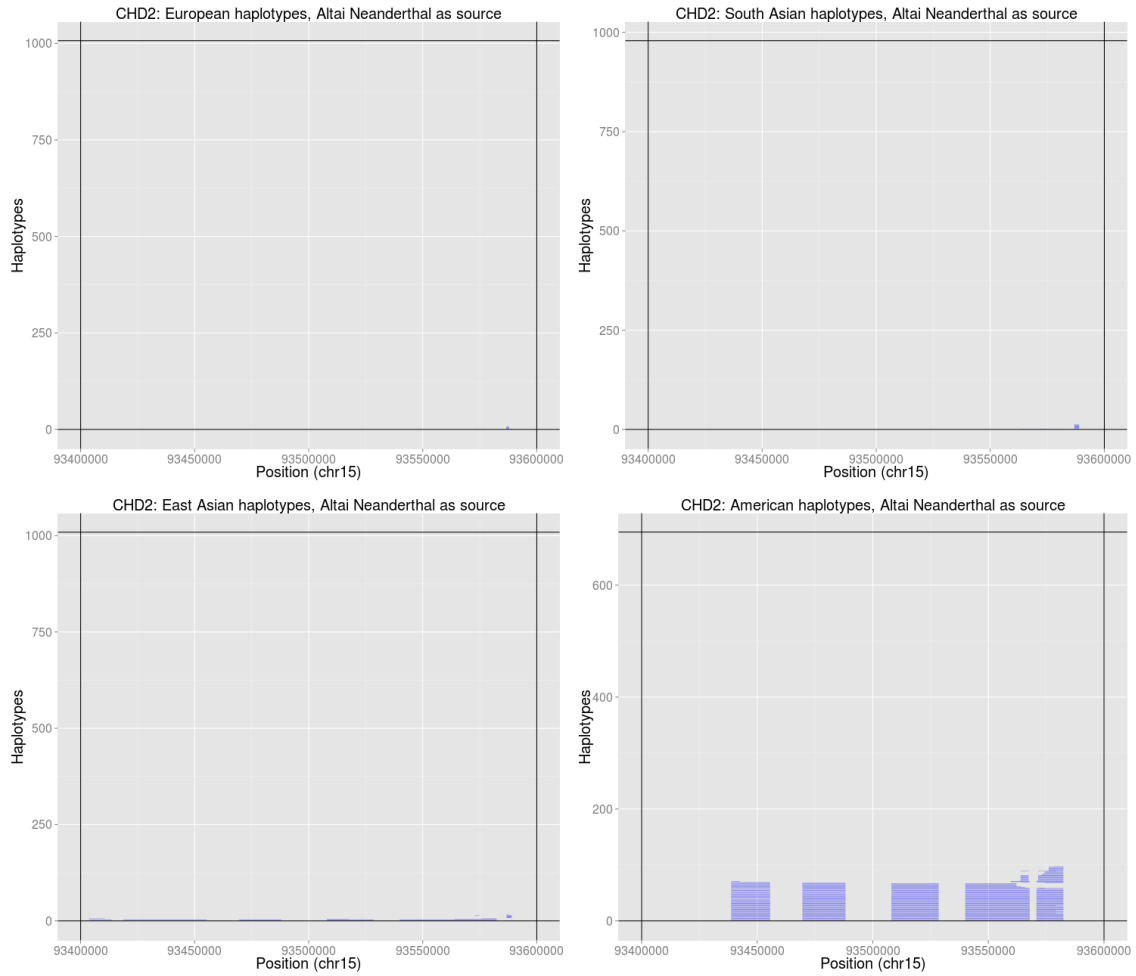 CHD2: European haplotypes, Altai Neanderthal as source
1000
750
500
250
0
Haplotypes
93400000 93450000 93500000 93550000 93600000
Position (chr15)
CHD2: South Asian haplotypes, Altai Neanderthal as source
1000
750
500
250
0
Haplotypes
93400000 93450000 93500000 93550000 93600000
Position (chr15)
CHD2: East Asian haplotypes, Altai Neanderthal as source
1000
750
500
250
0
Haplotypes
93400000 93450000 93500000 93550000 93600000
Position (chr15)
CHD2: American haplotypes, Altai Neanderthal as source
600
400
200
0
Haplotypes
93400000 93450000 93500000 93550000 93600000
Position (chr15)